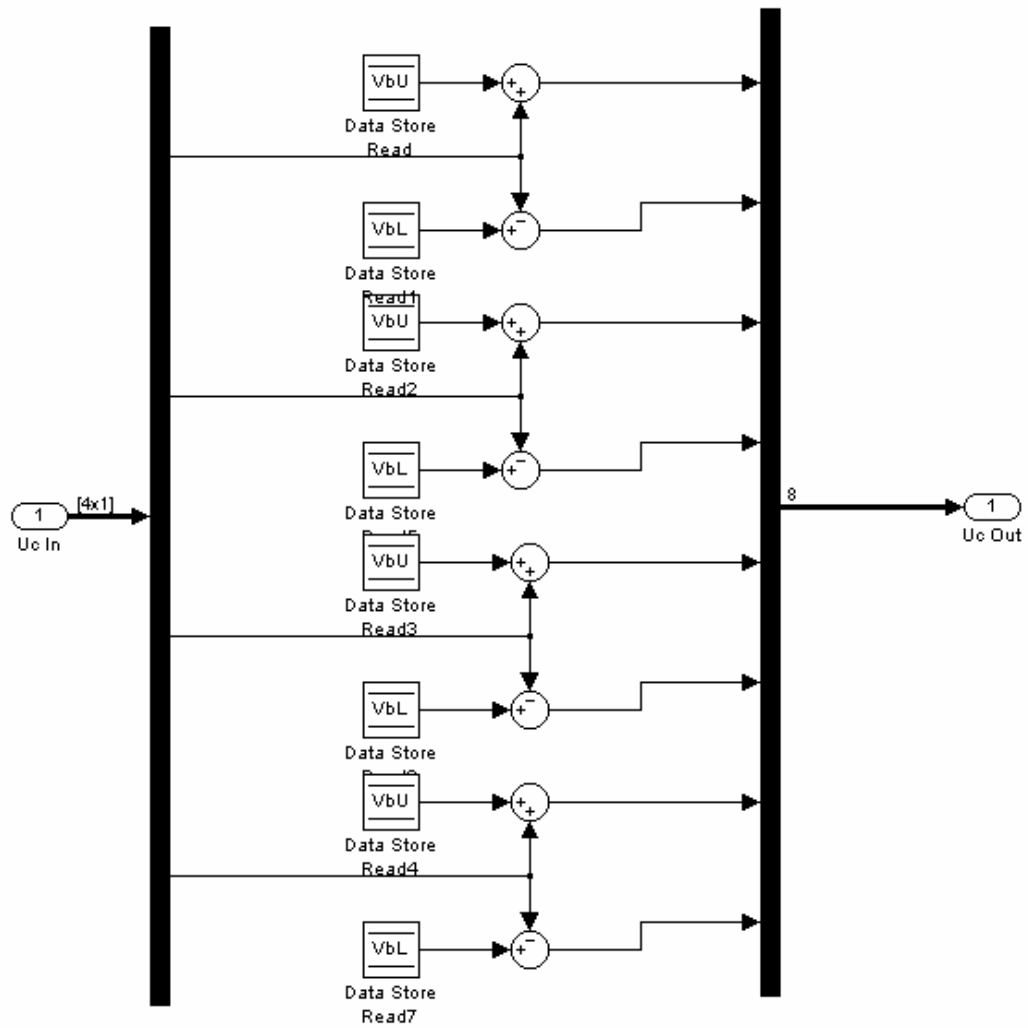 VbU
+
+
Data Store
Read
-
VbL
+
Data Store
Read1
VbU
+
+
Data Store
Read2
-
VbL
+
Data Store
[4x1]
8
1
1
Uc In
Uc Out
VbU
+
+
Data Store
Read3
-
VbL
+
Data Store
VbU
+
+
Data Store
Read4
-
VbL
+
Data Store
Read7